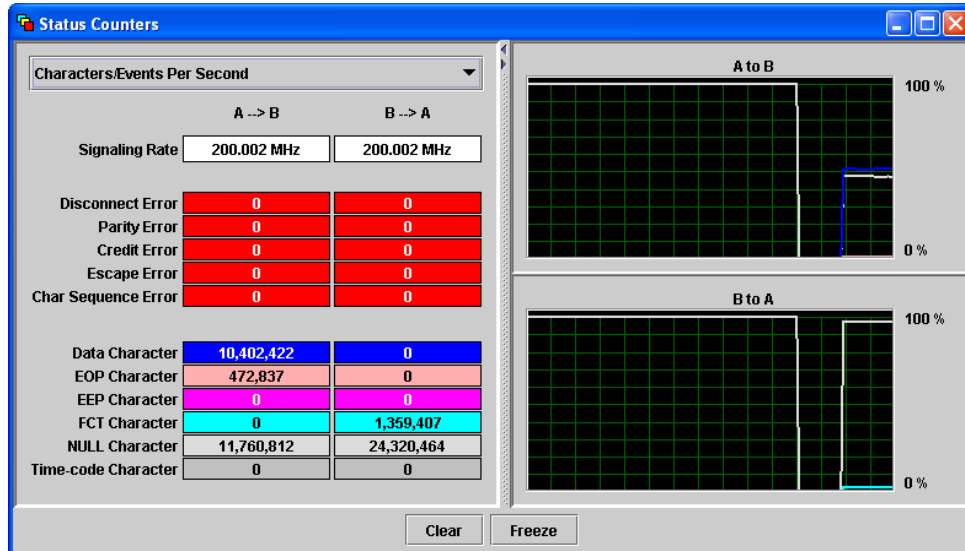 Status Counters
Characters/Events Per Second
A --> B B --> A
Signaling Rate 200.002 MHz 200.002 MHz
Disconnect Error 0 0
Parity Error 0 0
Credit Error 0 0
Escape Error 0 0
Char Sequence Error 0 0
Data Character 10,402,422 0
EOP Character 472,837 0
EEP Character 0 0
FCT Character 0 1,359,407
NULL Character 11,760,812 24,320,464
Time-code Character 0 0
A to B
100 %
0 %
B to A
100 %
0 %
Clear Freeze